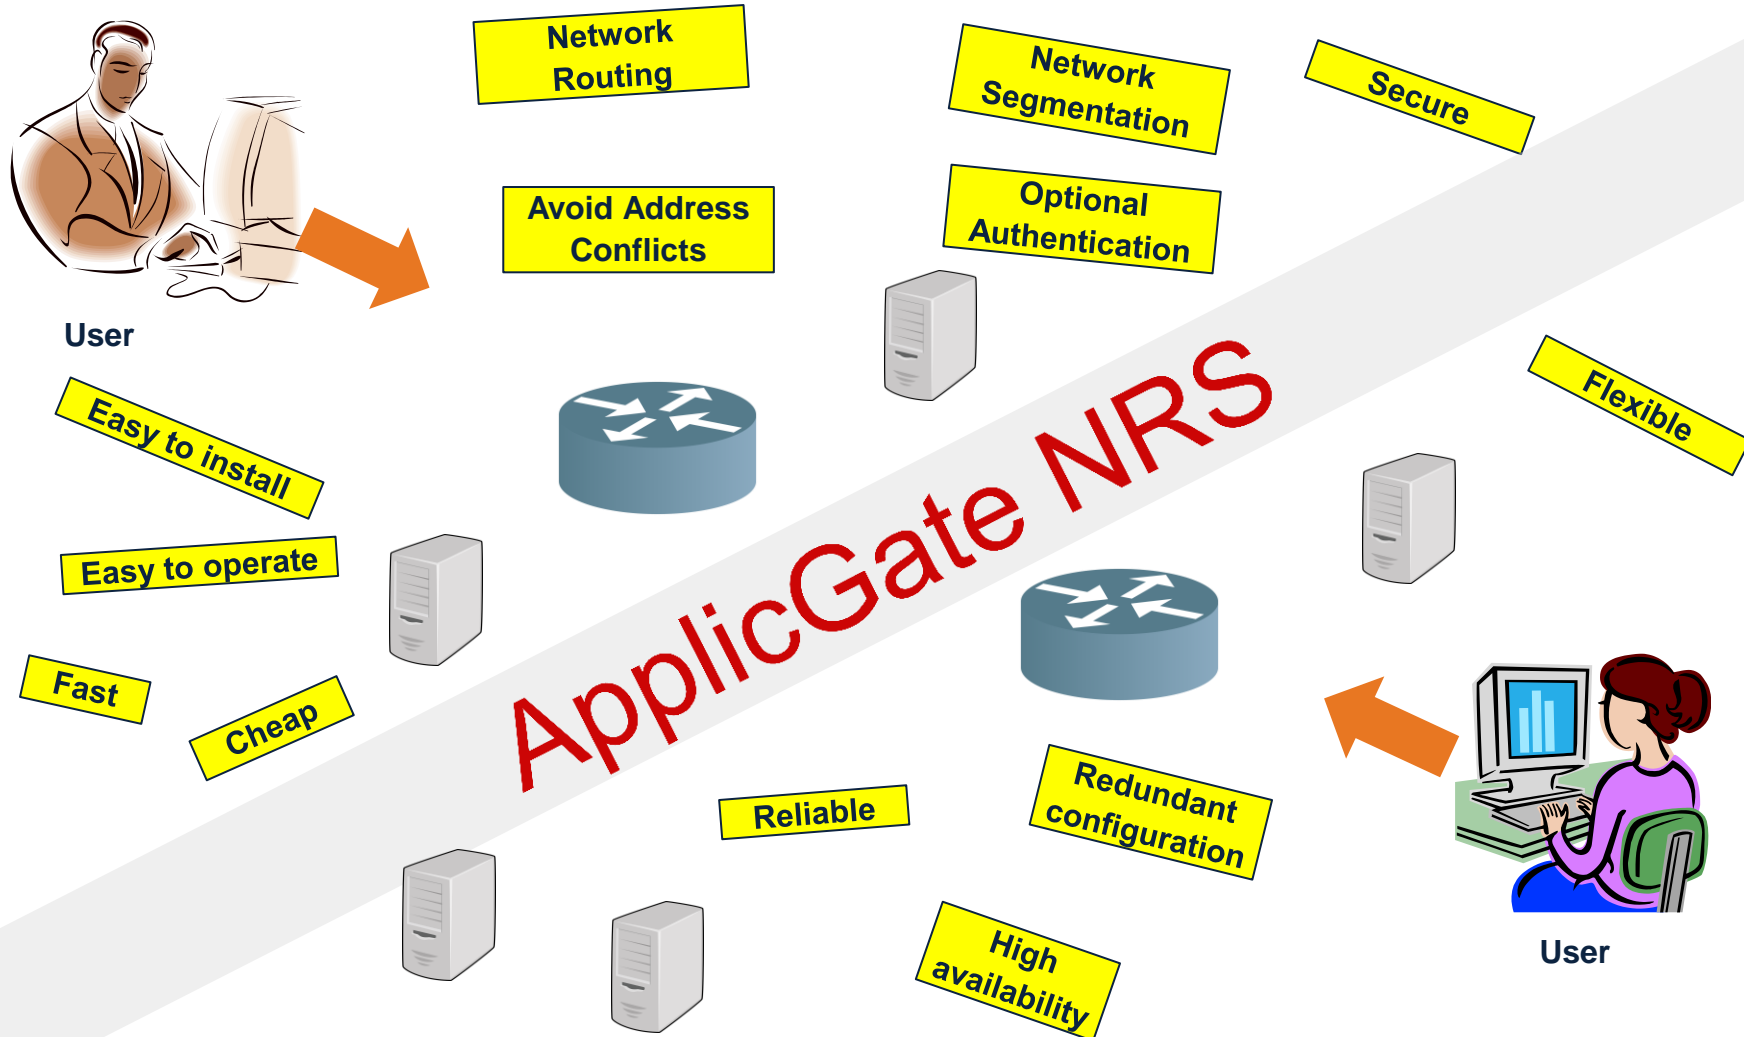 Network
Routing
Network
Segmentation
Secure
Avoid Address
Conflicts
Optional
Authentication
User
Easy to install
Flexible
ApplicGate NRS
Easy to operate
Fast
Cheap
Reliable
Redundant
configuration
High
availability
User